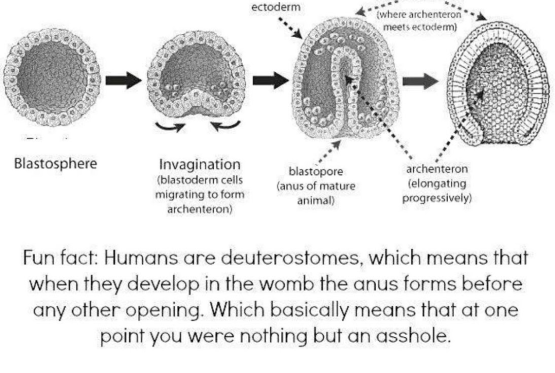 ectoderm
(where archenteron
meets ectoderm)
Blastosphere
Invagination
(blastoderm cells
migrating to form
archenteron)
blastopore
(anus of mature
animal)
archenteron
(elongating
progressively)
Fun fact: Humans are deuterostomes, which means that
when they develop in the womb the anus forms before
any other opening. Which basically means that at one
point you were nothing but an asshole.